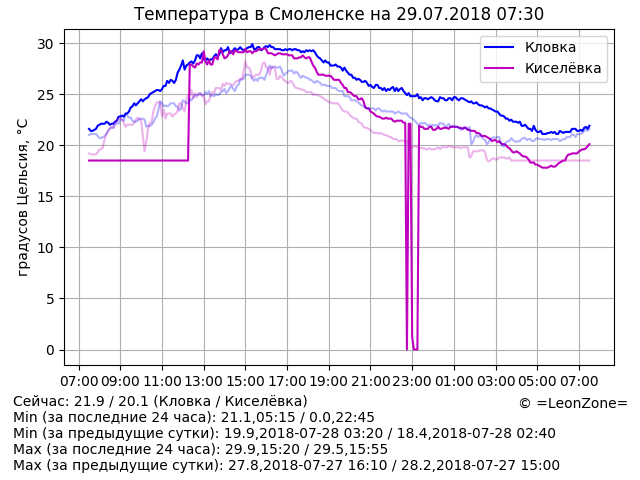 Температура в Смоленске на 29.07.2018 07:30
Кловка
Киселёвка
градусов Цельсия, °C
30
25
20
15
10
5
0
07:00 09:00 11:00 13:00 15:00 17:00 19:00 21:00 23:00 01:00 03:00 05:00 07:00
Сейчас: 21.9 / 20.1 (Кловка / Киселёвка)
© =LeonZone=
Min (за последние 24 часа): 21.1,05:15 / 0.0,22:45
Min (за предыдущие сутки): 19.9,2018-07-28 03:20 / 18.4,2018-07-28 02:40
Max (за последние 24 часа): 29.9,15:20 / 29.5,15:55
Max (за предыдущие сутки): 27.8,2018-07-27 16:10 / 28.2,2018-07-27 15:00